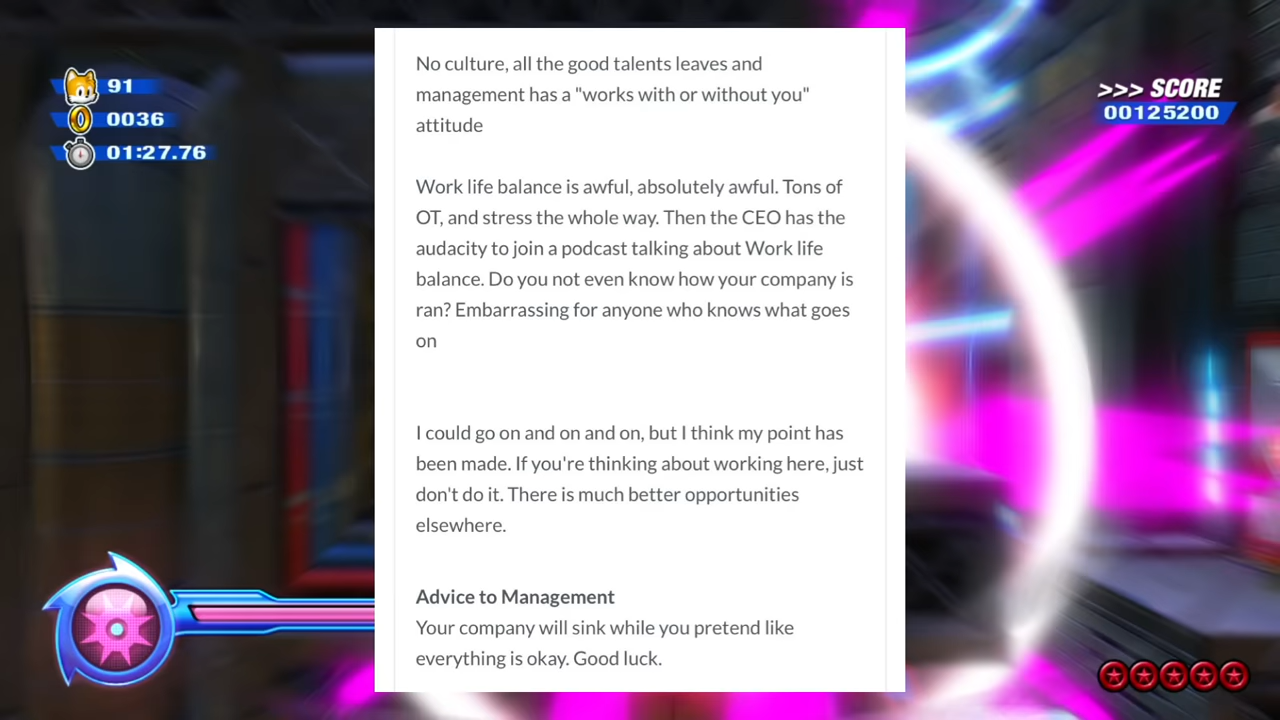 91
0036
01:27.76
>>> SCORE
00125200
No culture, all the good talents leaves and
management has a "works with or without you"
attitude
Work life balance is awful, absolutely awful. Tons of
OT, and stress the whole way. Then the CEO has the
audacity to join a podcast talking about Work life
balance. Do you not even know how your company is
ran? Embarrassing for anyone who knows what goes
on
I could go on and on and on, but I think my point has
been made. If you're thinking about working here, just
don't do it. There is much better opportunities
elsewhere.
Advice to Management
Your company will sink while you pretend like
everything is okay. Good luck.